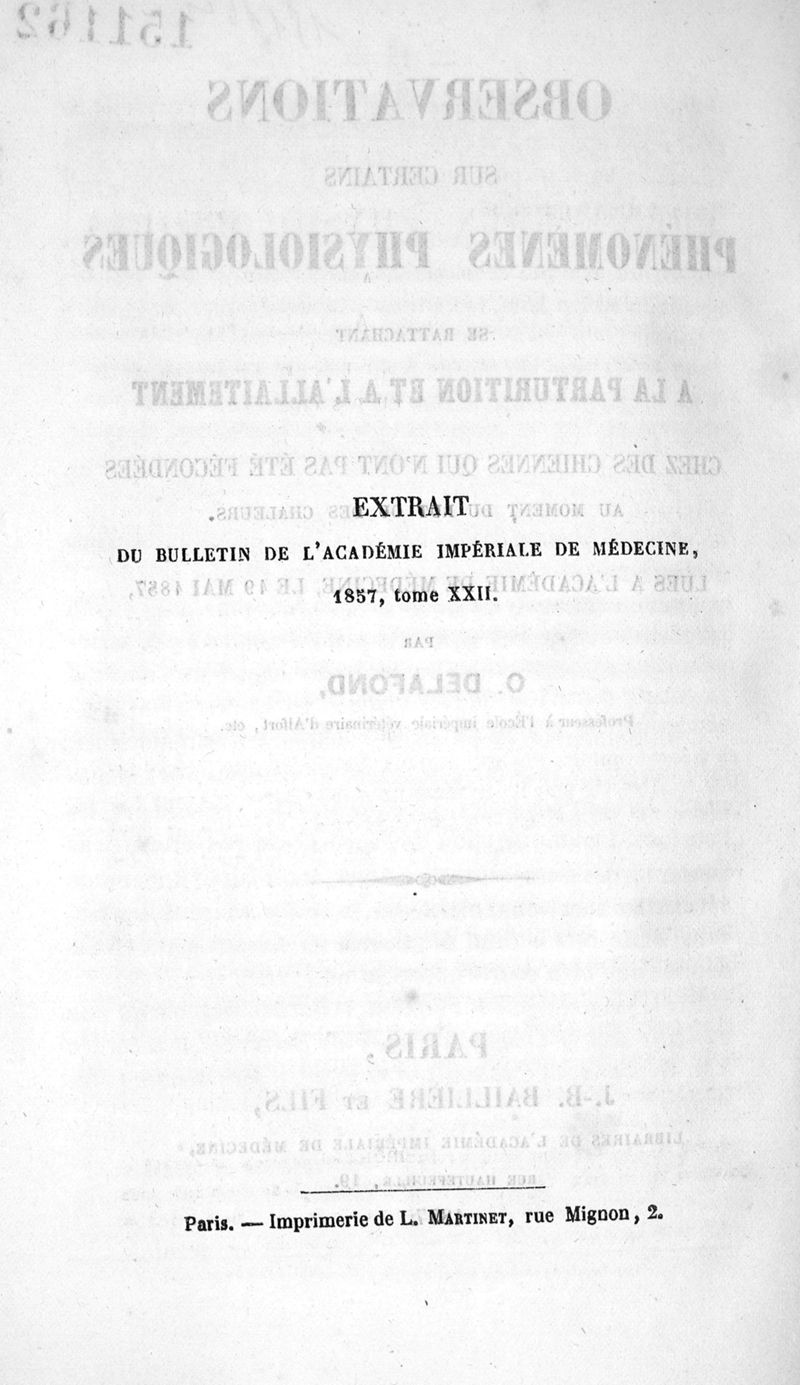 EXTRAIT
DU BULLETIN DE L'ACADÉMIE IMPÉRIALE DE MÉDECINE,
1857, tome XXII.
Paris. — Imprimerie de L. MARTINET, rue Mignon, 2.